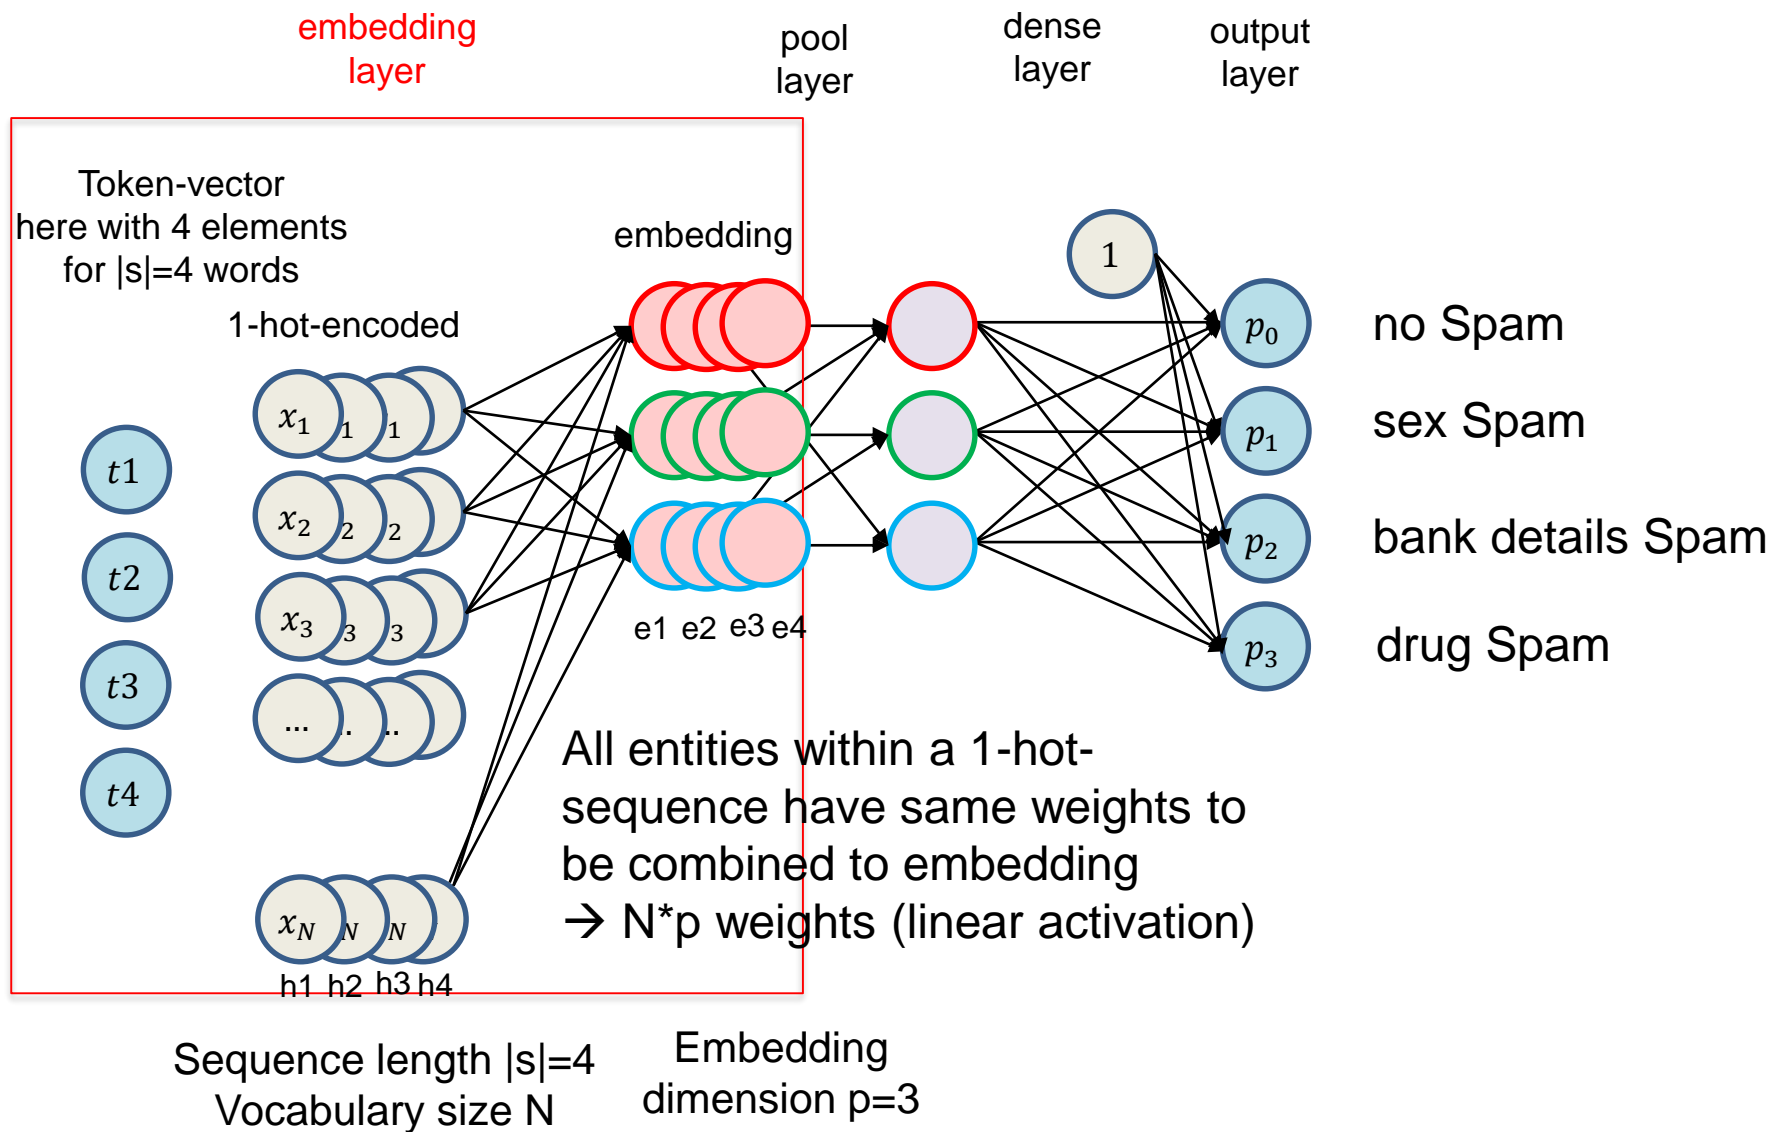 embedding
layer
pool
layer
dense
layer
output
layer
Token-vector
here with 4 elements
for |s|=4 words
1-hot-encoded
embedding
t1
t2
t3
t4
x₁ 1 1
x₂ 2 2
x₃ 3 3
... .. ..
x_N N N
h1 h2 h3 h4
e1 e2 e3 e4
1
p₀
no Spam
p₁
sex Spam
p₂
bank details Spam
p₃
drug Spam
All entities within a 1-hot-
sequence have same weights to
be combined to embedding
→ N*p weights (linear activation)
Sequence length |s|=4
Vocabulary size N
Embedding
dimension p=3